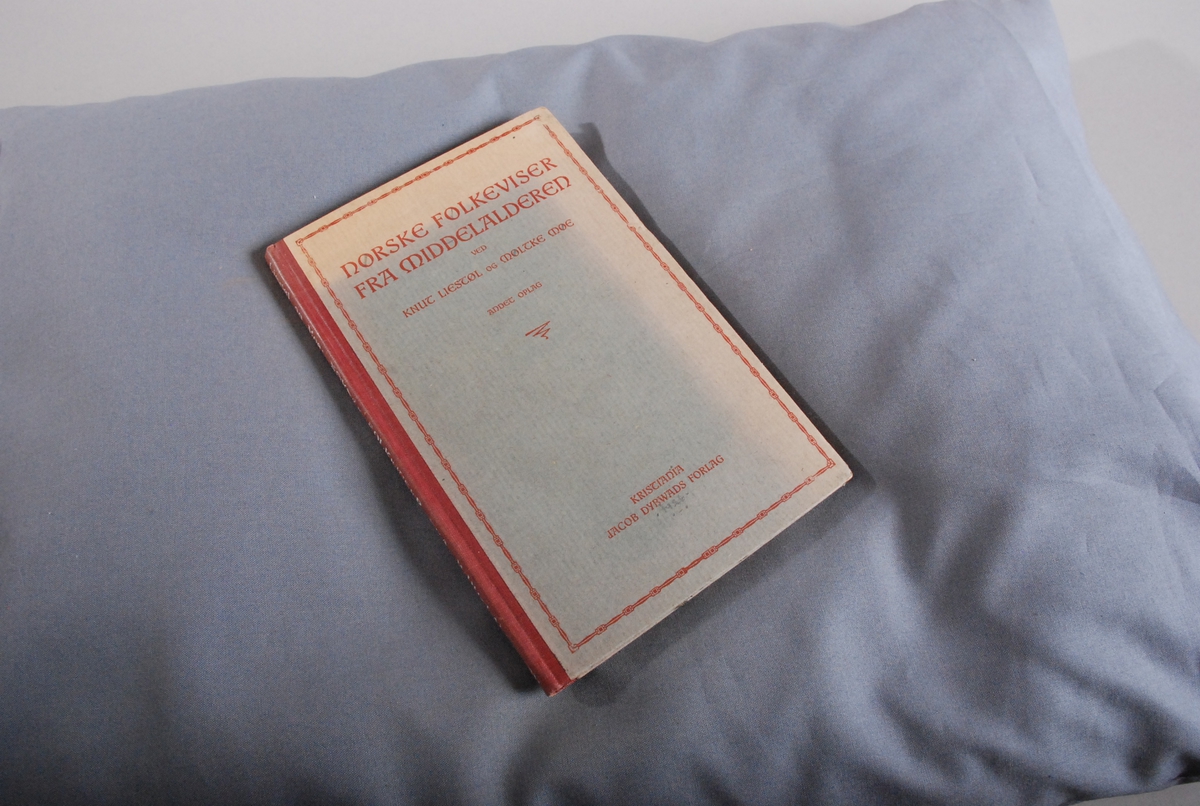 NORSKE FOLKEVISER
FRA MIDDELALDEREN
VED
KNUT LIESTØL OG MOLTKE MOE
ANDET OPLAG
KRISTIANIA
JACOB DYBWADS FORLAG